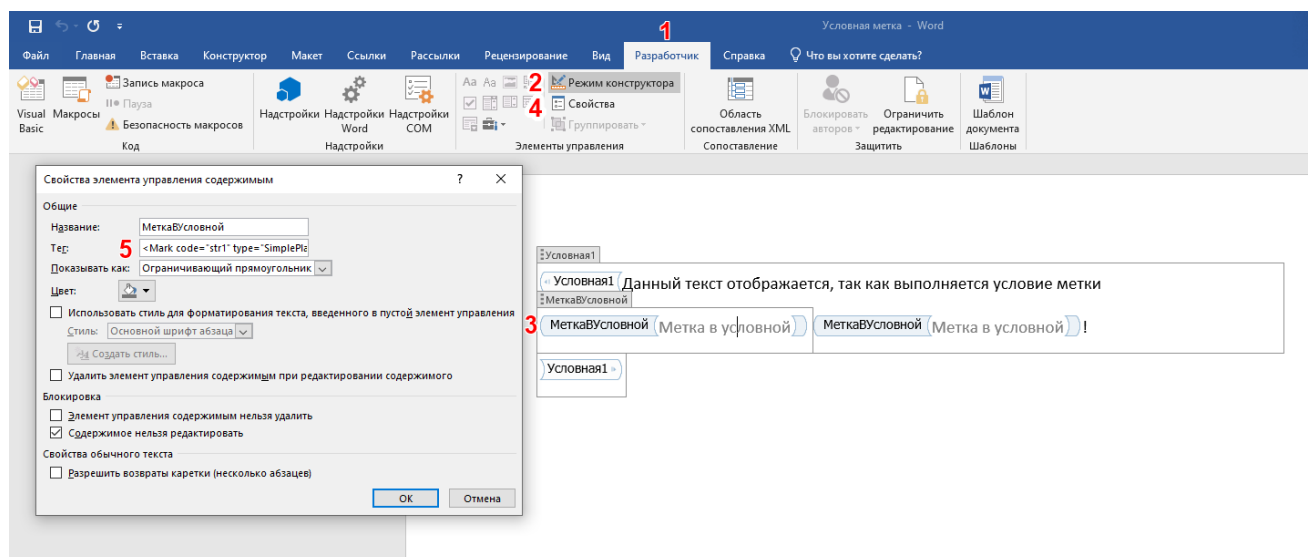 1
Условная метка - Word
Файл Главная Вставка Конструктор Макет Ссылки Рассылки Рецензирование Вид Разработчик Справка Что вы хотите сделать?
Visual Basic
Макросы
Запись макроса
Пауза
Безопасность макросов
Код
Надстройки
Надстройки Word
Надстройки COM
Надстройки
Aa Aa
2 Режим конструктора
4 Свойства
Группировать
Элементы управления
Область сопоставления XML
Сопоставление
Блокировать авторов
Ограничить редактирование
Защитить
Шаблон документа
Шаблоны
Свойства элемента управления содержимым ? X
Общие
Название: МеткаВУсловной
Тег: 5 <Mark code="str1" type="SimplePla
Показывать как: Ограничивающий прямоугольник
Цвет:
Использовать стиль для форматирования текста, введенного в пустой элемент управления
Стиль: Основной шрифт абзаца
Создать стиль...
Удалить элемент управления содержимым при редактировании содержимого
Блокировка
Элемент управления содержимым нельзя удалить
Содержимое нельзя редактировать
Свойства обычного текста
Разрешить возвраты каретки (несколько абзацев)
ОК Отмена
Условная1
Условная1 Данный текст отображается, так как выполняется условие метки
МеткаВУсловной
3 МеткаВУсловной Метка в условной МеткаВУсловной Метка в условной !
Условная1